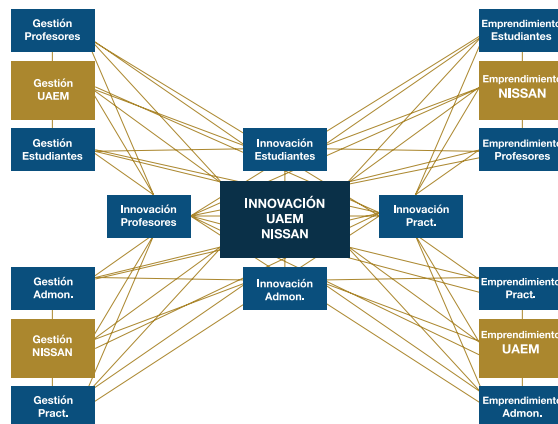 Gestión
Profesores
Gestión
UAEM
Gestión
Estudiantes
Emprendimiento
Estudiantes
Emprendimiento
NISSAN
Emprendimiento
Profesores
Innovación
Estudiantes
Innovación
Profesores
INNOVACIÓN
UAEM
NISSAN
Innovación
Pract.
Innovación
Admon.
Gestión
Admon.
Gestión
NISSAN
Gestión
Pract.
Emprendimiento
Pract.
Emprendimiento
UAEM
Emprendimiento
Admon.